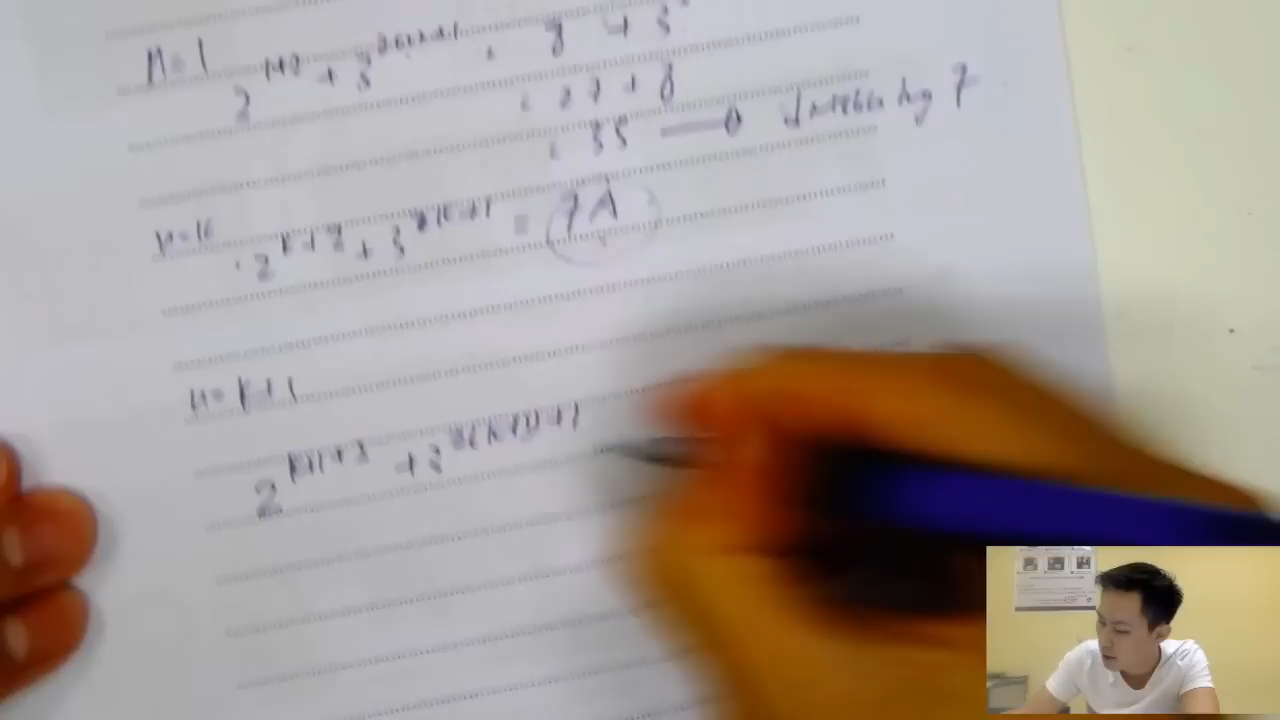 n=1 2^{1+2} + 3^{2(1)+1} = 8 + 3^3
= 27 + 8
= 35 → divisible by 7
n=k 2^{k+2} + 3^{2k+1} = 7A
n=k+1
2^{k+1+2} + 3^{2(k+1)+1}